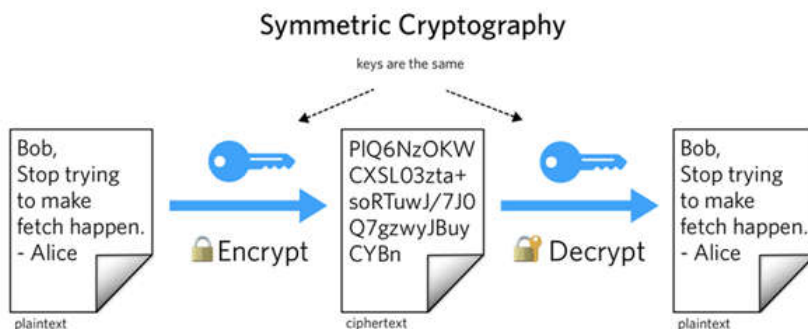 Symmetric Cryptography
keys are the same
Bob,
Stop trying
to make
fetch happen.
- Alice
plaintext
Encrypt
PlQ6NzOKW
CXSL03zta+
soRTuwJ/7J0
Q7gzwyJBuy
CYBn
ciphertext
Decrypt
Bob,
Stop trying
to make
fetch happen.
- Alice
plaintext